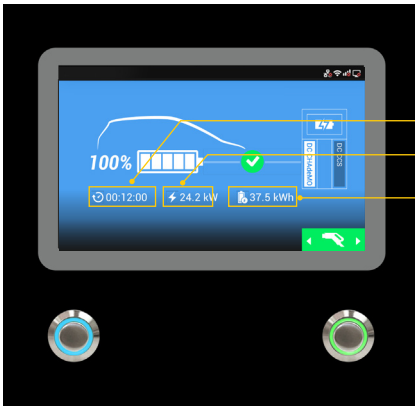 100%
00:12:00
24.2 kW
37.5 kWh
DC CHAdeMO
DC CCS